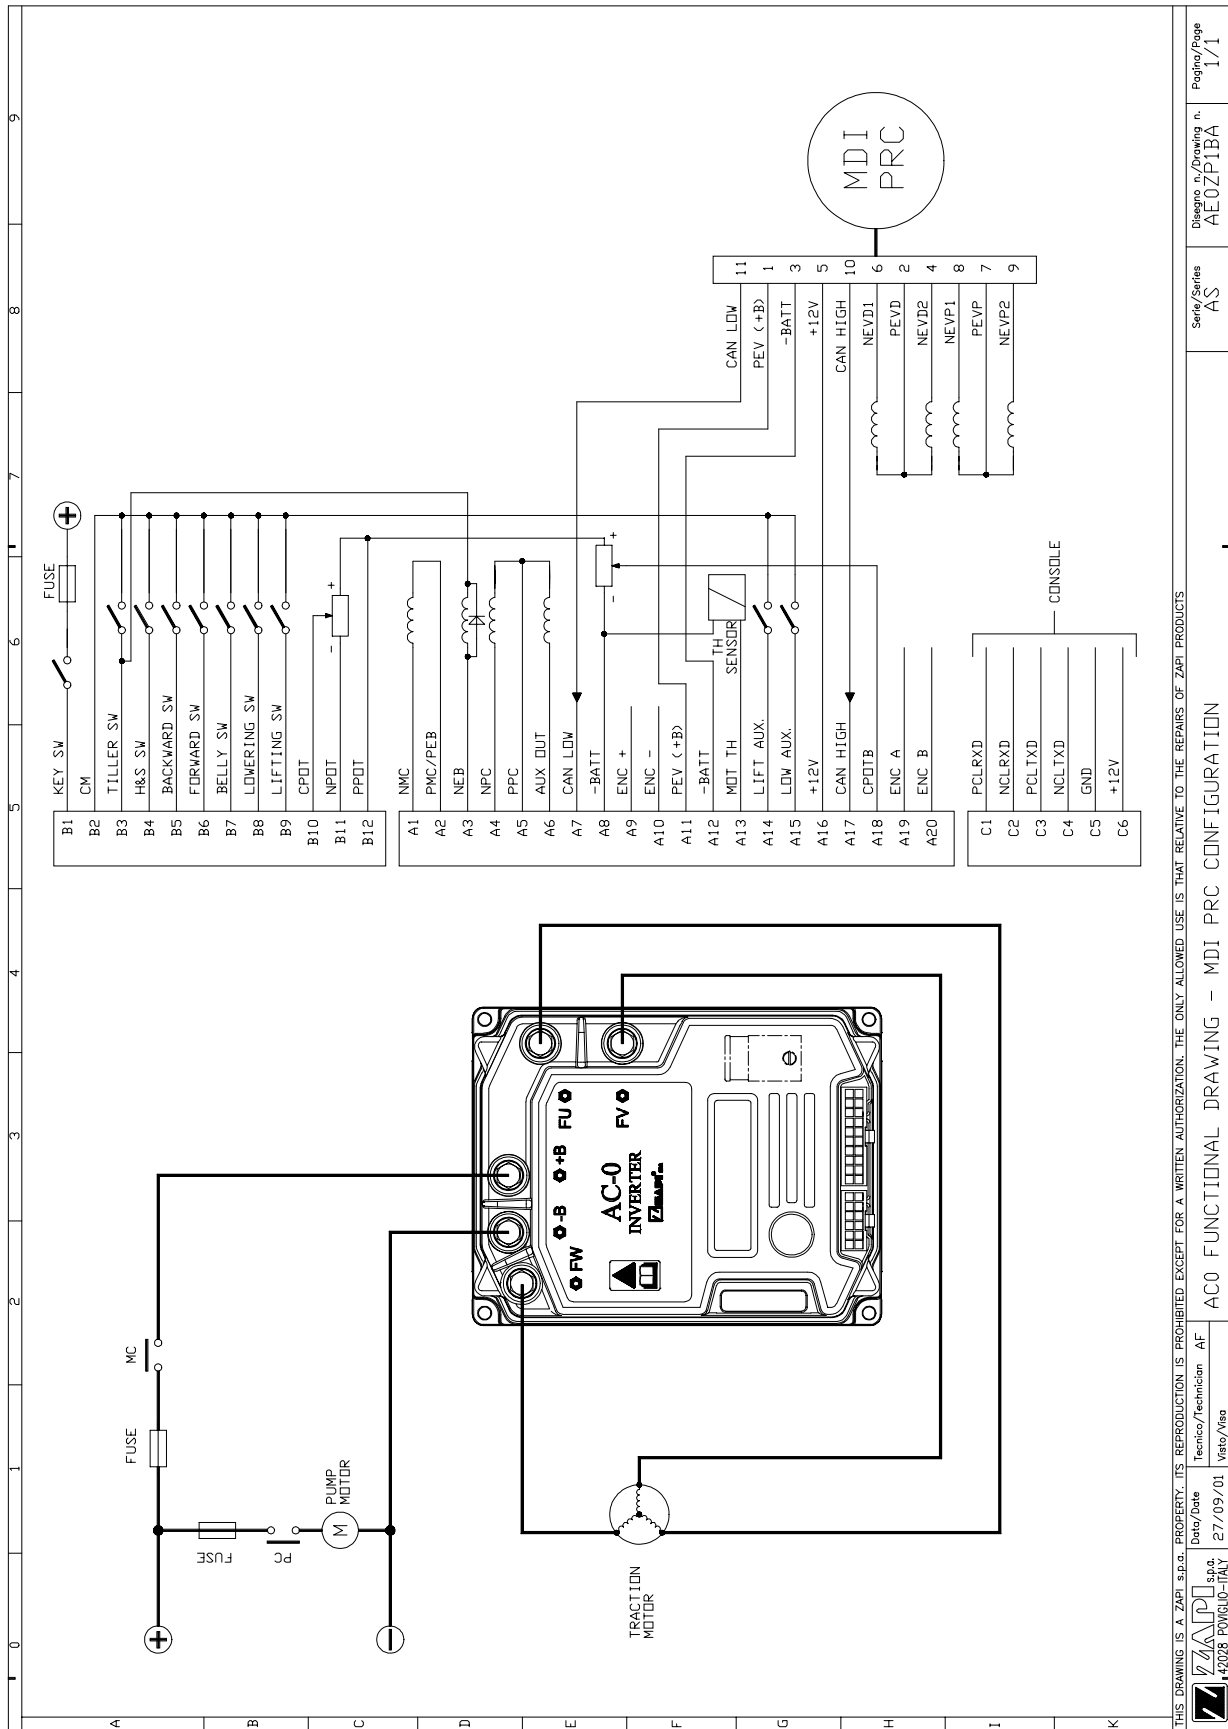 0 1 2 3 4 5 6 7 8 9
A
B
C
D
E
F
G
H
I
K
FUSE
MC
FUSE
PC
PUMP
MOTOR
M
+
−
TRACTION
MOTOR
FW
-B
+B
FU
FV
AC-0
INVERTER
ZAPI
B1 KEY SW
B2 CM
B3 TILLER SW
B4 H&S SW
B5 BACKWARD SW
B6 FORWARD SW
B7 BELLY SW
B8 LOWERING SW
B9 LIFTING SW
B10 CPOT
B11 NPOT
B12 PPOT
FUSE
+
- +
A1 NMC
A2 PMC/PEB
A3 NEB
A4 NPC
A5 PPC
A6 AUX OUT
A7 CAN LOW
A8 -BATT
A9 ENC +
A10 ENC -
A11 PEV (+B)
A12 -BATT
A13 MOT TH
A14 LIFT AUX.
A15 LOW AUX.
A16 +12V
A17 CAN HIGH
A18 CPOTB
A19 ENC A
A20 ENC B
- +
TH
SENSOR
C1 PCLRXD
C2 NCLRXD
C3 PCLTXD
C4 NCLTXD
C5 GND
C6 +12V
CONSOLE
CAN LOW 11
PEV (+B) 1
-BATT 3
+12V 5
CAN HIGH 10
NEVD1 6
PEVD 2
NEVD2 4
NEVP1 8
PEVP 7
NEVP2 9
MDI
PRC
THIS DRAWING IS A ZAPI s.p.a. PROPERTY. ITS REPRODUCTION IS PROHIBITED EXCEPT FOR A WRITTEN AUTHORIZATION. THE ONLY ALLOWED USE IS THAT RELATIVE TO THE REPAIRS OF ZAPI PRODUCTS
ZAPI s.p.a.
42028 POVIGLIO-ITALY
Data/Date
27/09/01
Tecnico/Technician AF
Visto/Visa
AC0 FUNCTIONAL DRAWING - MDI PRC CONFIGURATION
Serie/Series
AS
Disegno n./Drawing n.
AE0ZP1BA
Pagina/Page
1/1